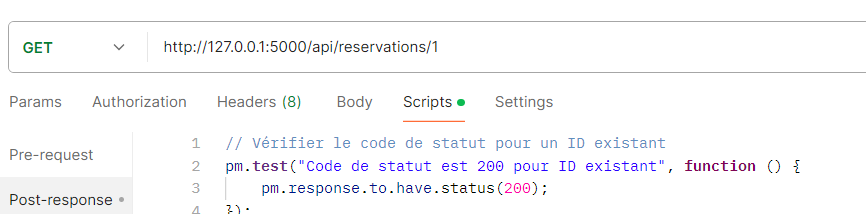 GET http://127.0.0.1:5000/api/reservations/1
Params Authorization Headers (8) Body Scripts Settings
Pre-request
Post-response
1 // Vérifier le code de statut pour un ID existant
2 pm.test("Code de statut est 200 pour ID existant", function () {
3 pm.response.to.have.status(200);
4 });